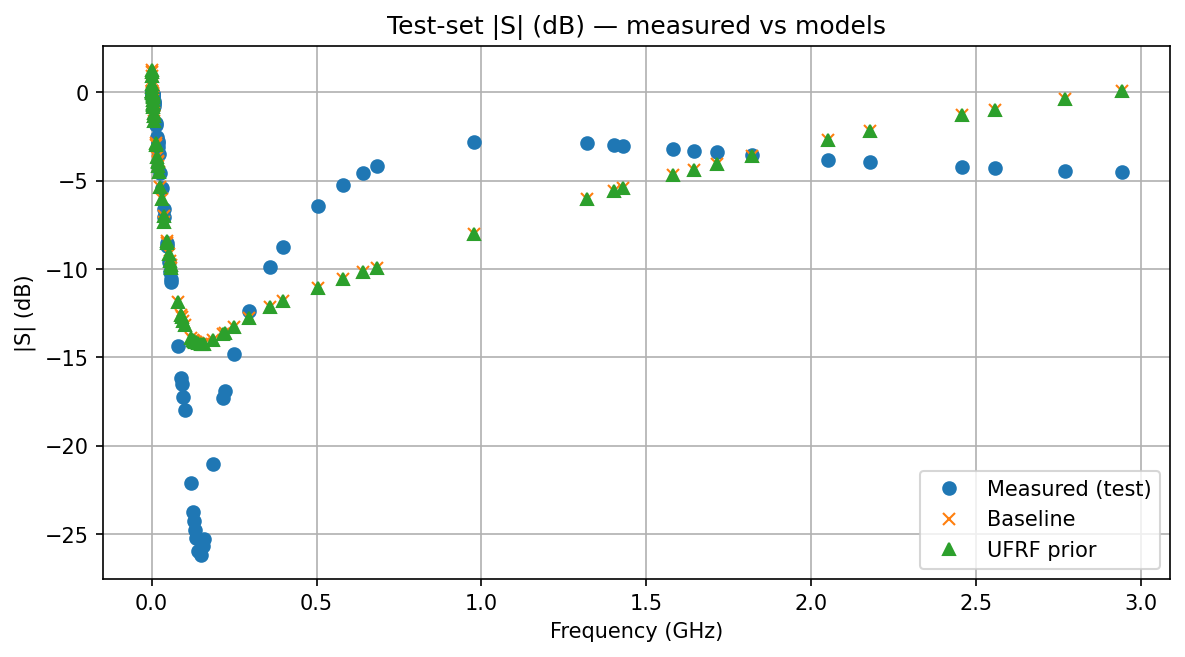 Test-set |S| (dB) — measured vs models
|S| (dB)
0
−5
−10
−15
−20
−25
0.0 0.5 1.0 1.5 2.0 2.5 3.0
Frequency (GHz)
Measured (test)
Baseline
UFRF prior